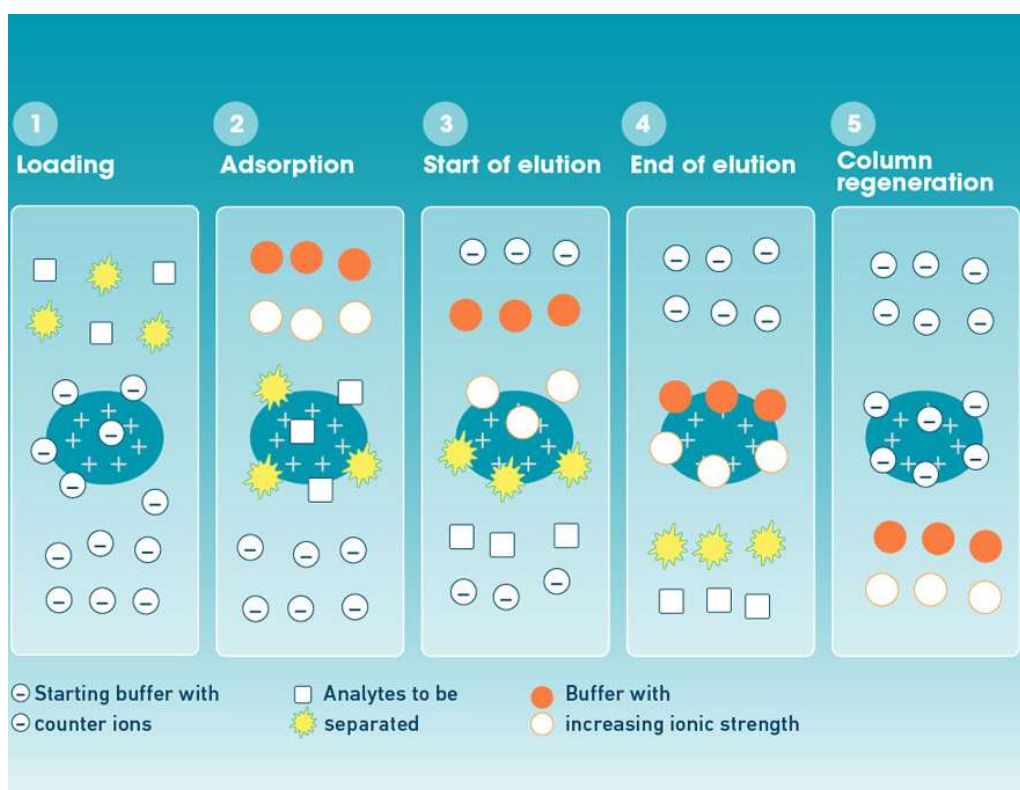 1
Loading
2
Adsorption
3
Start of elution
4
End of elution
5
Column
regeneration
Starting buffer with
counter ions
Analytes to be
separated
Buffer with
increasing ionic strength